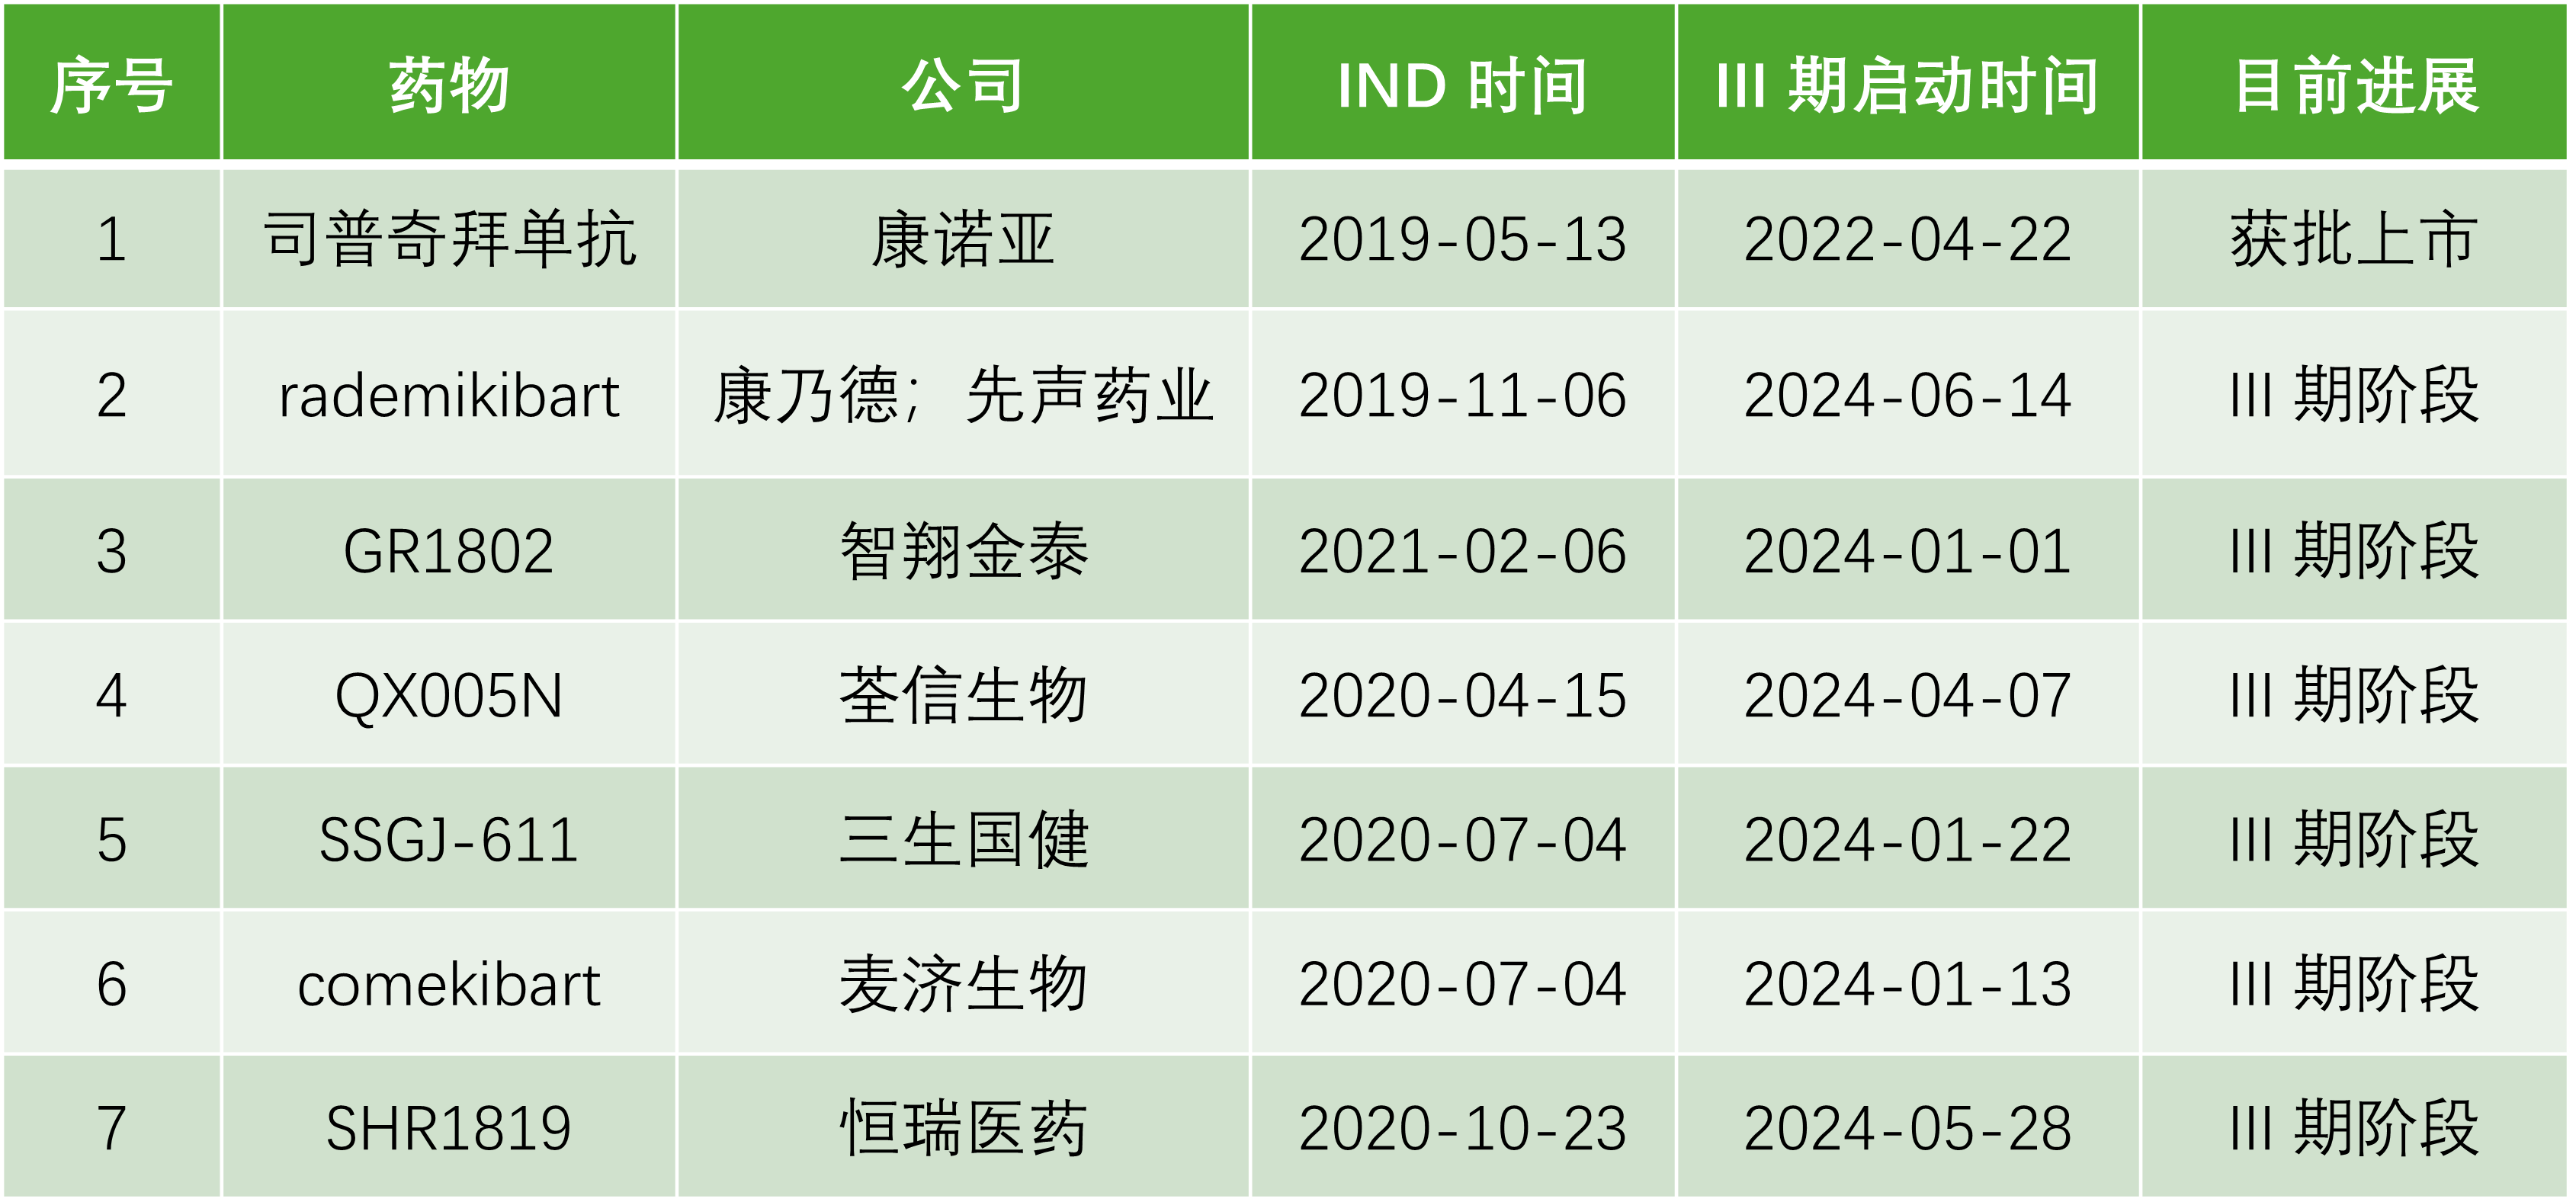 序号 药物 公司 IND 时间 III 期启动时间 目前进展
1 司普奇拜单抗 康诺亚 2019-05-13 2022-04-22 获批上市
2 rademikibart 康乃德；先声药业 2019-11-06 2024-06-14 III 期阶段
3 GR1802 智翔金泰 2021-02-06 2024-01-01 III 期阶段
4 QX005N 荃信生物 2020-04-15 2024-04-07 III 期阶段
5 SSGJ-611 三生国健 2020-07-04 2024-01-22 III 期阶段
6 comekibart 麦济生物 2020-07-04 2024-01-13 III 期阶段
7 SHR1819 恒瑞医药 2020-10-23 2024-05-28 III 期阶段